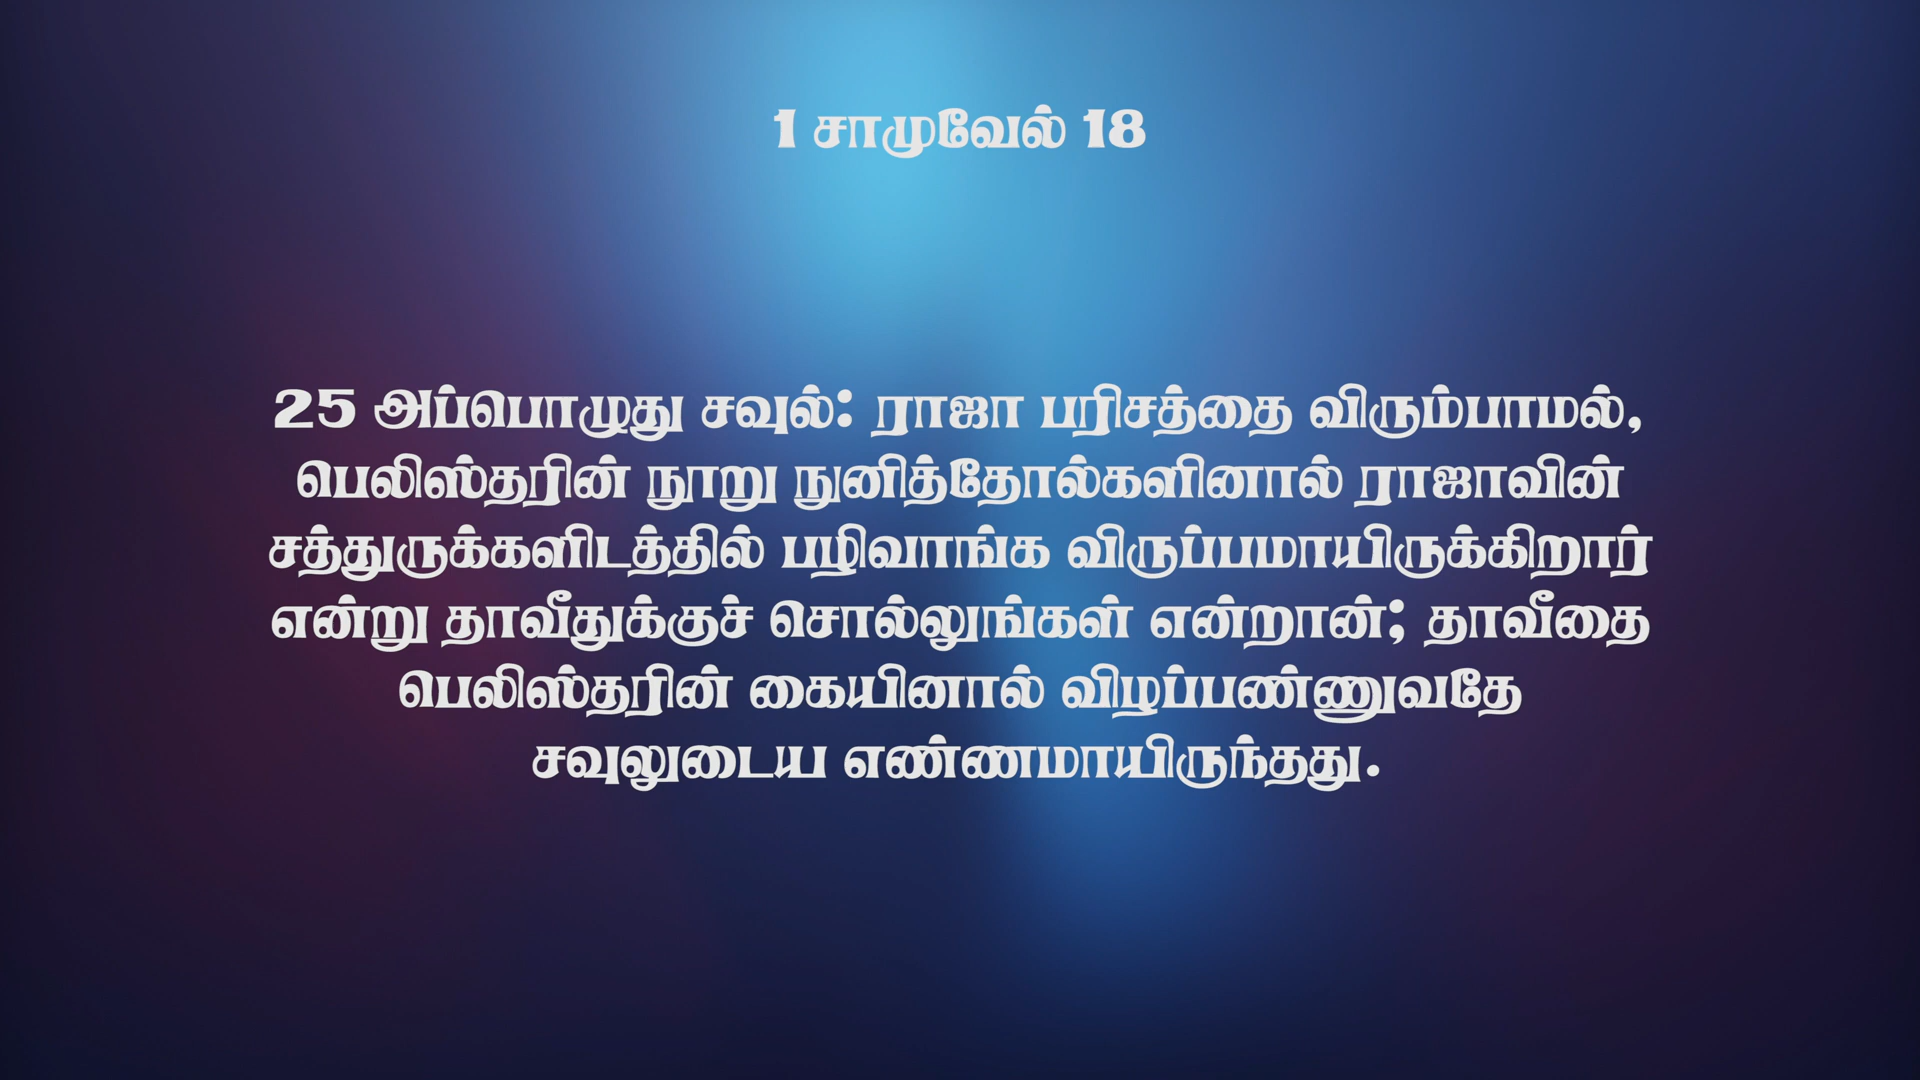 1 சாமுவேல் 18
25 அப்பொழுது சவுல்: ராஜா பரிசத்தை விரும்பாமல்,
பெலிஸ்தரின் நூறு நுனித்தோல்களினால் ராஜாவின்
சத்துருக்களிடத்தில் பழிவாங்க விருப்பமாயிருக்கிறார்
என்று தாவீதுக்குச் சொல்லுங்கள் என்றான்; தாவீதை
பெலிஸ்தரின் கையினால் விழப்பண்ணுவதே
சவுலுடைய எண்ணமாயிருந்தது.